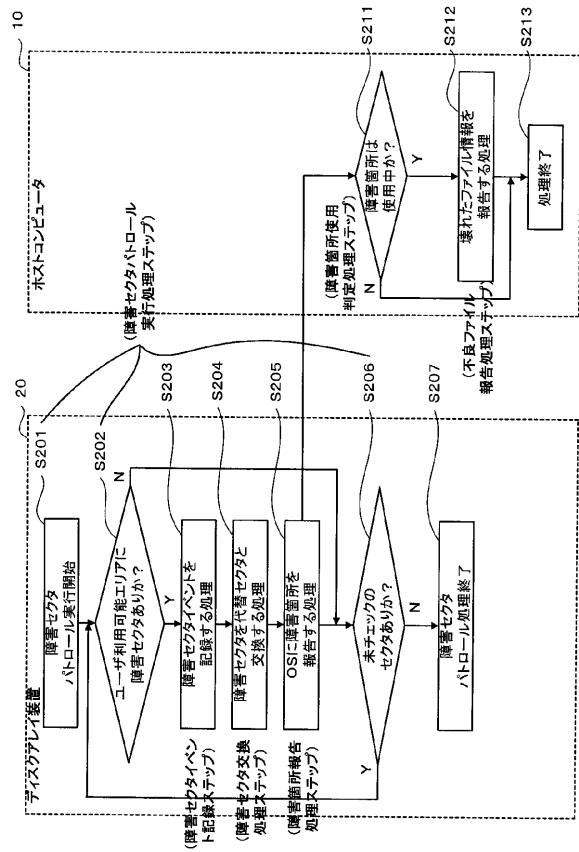 ディスクアレイ装置
20
S201
障害セクタ
パトロール実行開始
S202
ユーザ利用可能エリアに
障害セクタありか？
N
Y
(障害セクタパトロール
実行処理ステップ)
S203
障害セクタイベントを
記録する処理
(障害セクタイベン
ト記録ステップ)
S204
障害セクタを代替セクタと
交換する処理
(障害セクタ交換
処理ステップ)
S205
OSに障害箇所を
報告する処理
(障害箇所報告
処理ステップ)
S206
未チェックの
セクタありか？
Y
N
S207
障害セクタ
パトロール処理終了
ホストコンピュータ
10
S211
障害箇所は
使用中か？
(障害箇所使用
判定処理ステップ)
N
Y
S212
壊れたファイル情報を
報告する処理
(不良ファイル
報告処理ステップ)
S213
処理終了